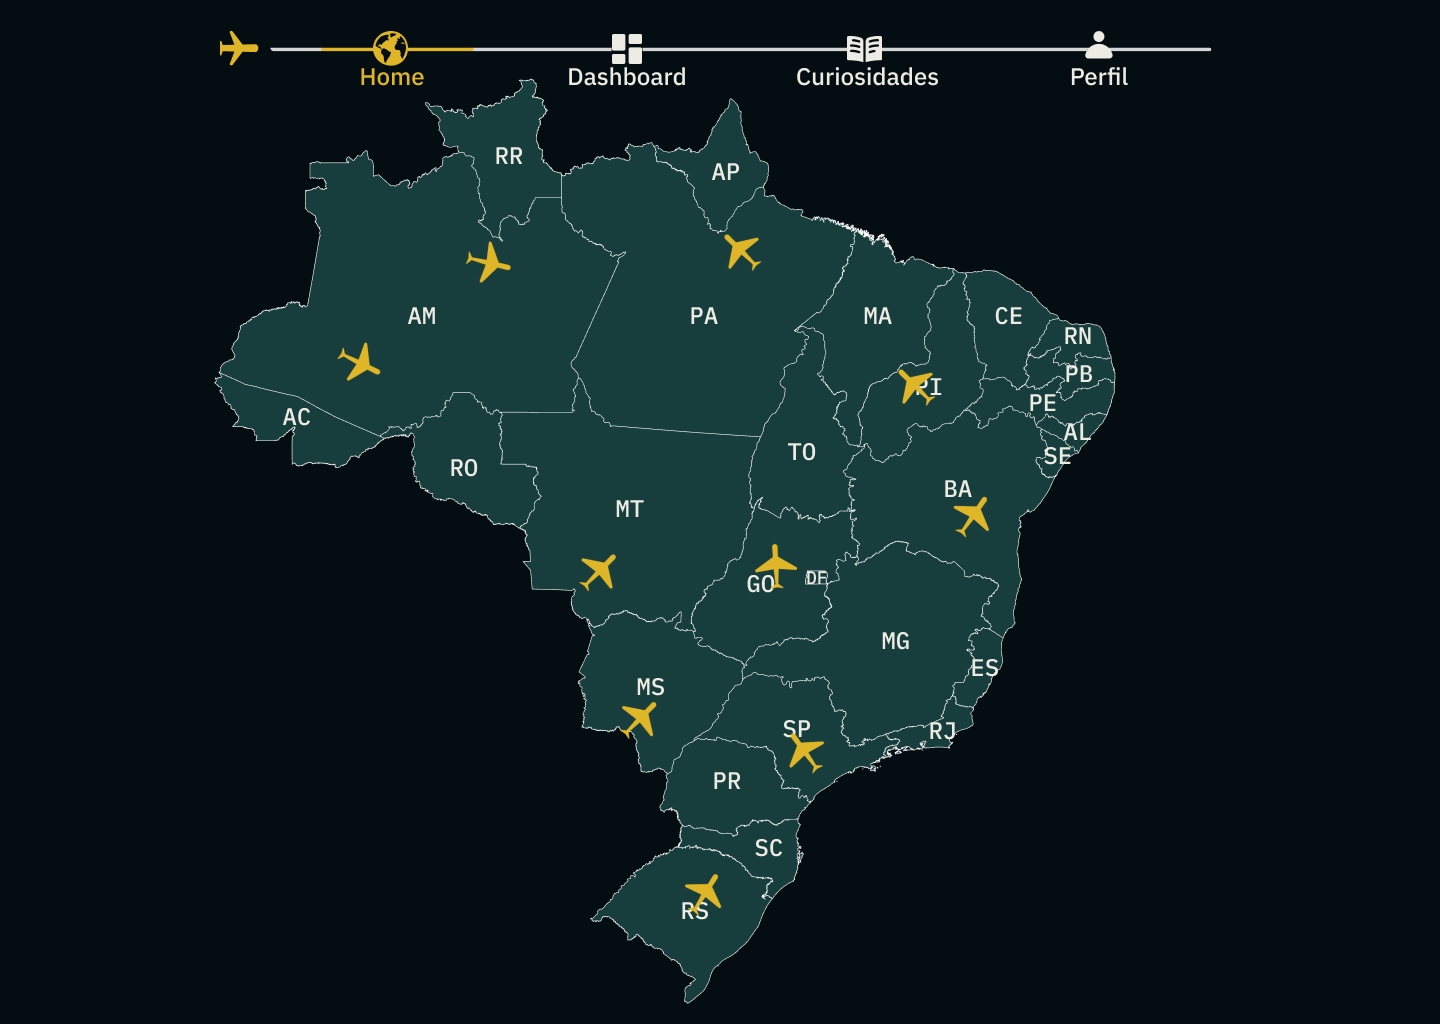 Home
Dashboard
Curiosidades
Perfil
RR
AP
AM
PA
MA
CE
RN
PB
PI
PE
AC
AL
TO
SE
RO
BA
MT
DF
GO
MG
ES
MS
SP
RJ
PR
SC
RS